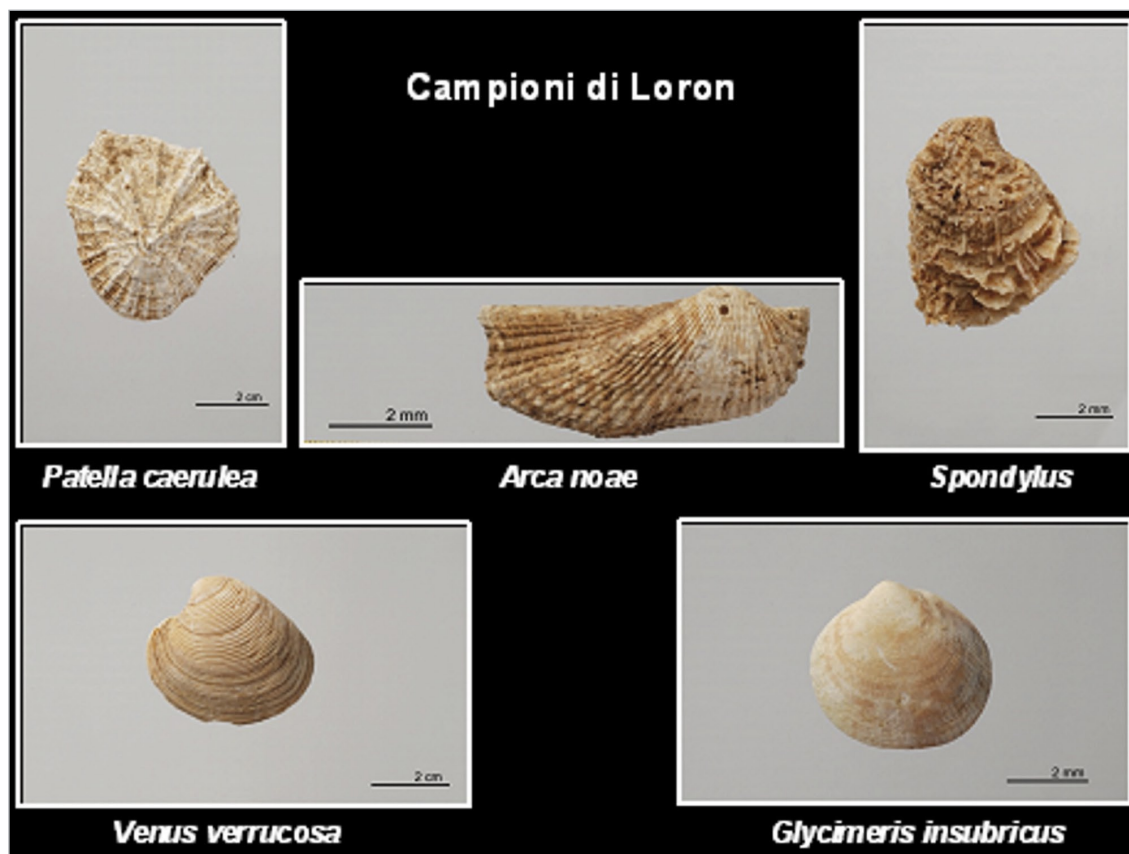 Campioni di Loron
2 cm
2 mm
2 mm
Patella caerulea
Arca noae
Spondylus
2 cm
2 mm
Venus verrucosa
Glycimeris insubricus